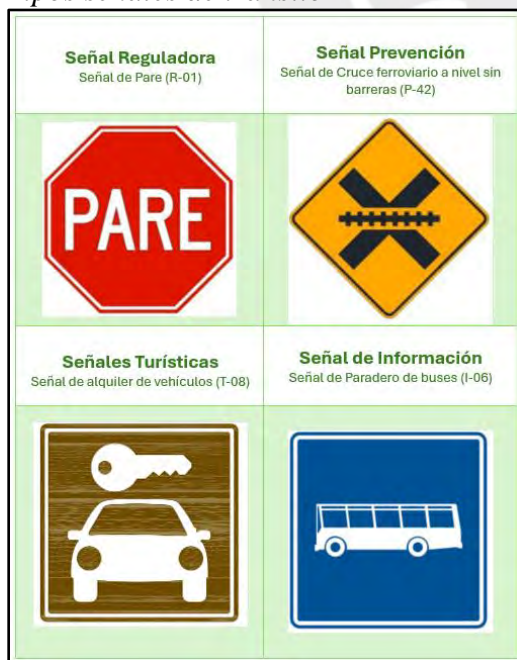 Señal Reguladora
Señal de Pare (R-01)
Señal Prevención
Señal de Cruce ferroviario a nivel sin
barreras (P-42)
PARE
Señales Turísticas
Señal de alquiler de vehículos (T-08)
Señal de Información
Señal de Paradero de buses (I-06)